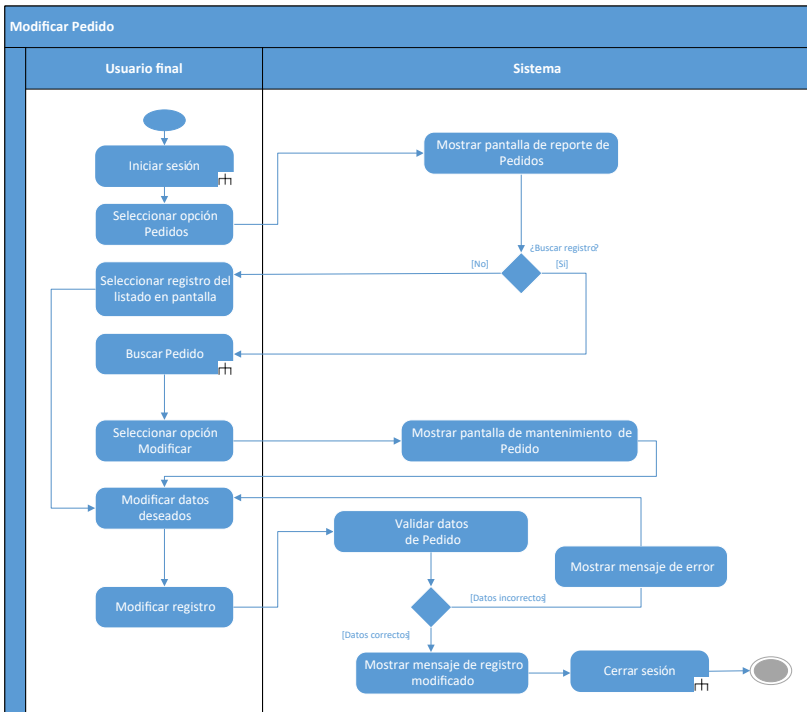 Modificar Pedido
Usuario final
Sistema
Iniciar sesión
Mostrar pantalla de reporte de
Pedidos
Seleccionar opción
Pedidos
¿Buscar registro?
[No]
[Si]
Seleccionar registro del
listado en pantalla
Buscar Pedido
Seleccionar opción
Modificar
Mostrar pantalla de mantenimiento de
Pedido
Modificar datos
deseados
Validar datos
de Pedido
Mostrar mensaje de error
Modificar registro
[Datos incorrectos]
[Datos correctos]
Mostrar mensaje de registro
modificado
Cerrar sesión